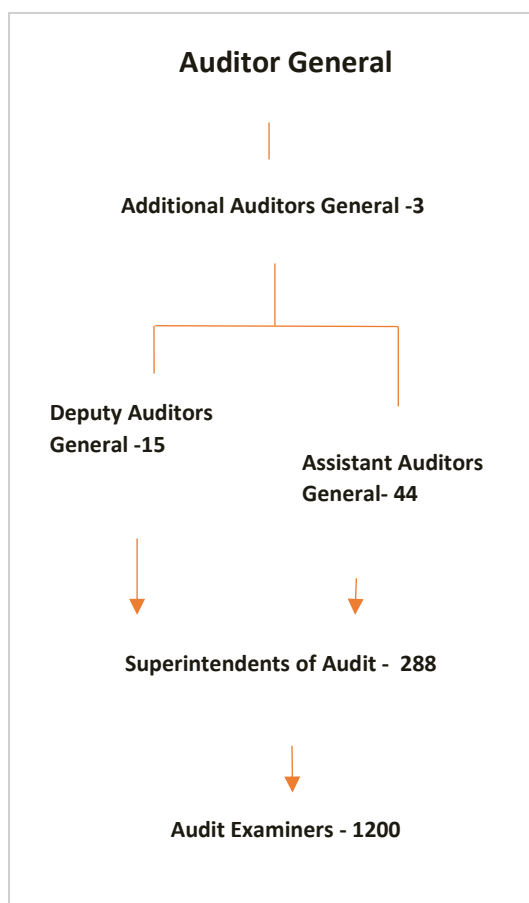 Auditor General
Additional Auditors General -3
Deputy Auditors
General -15
Assistant Auditors
General- 44
Superintendents of Audit -  288
Audit Examiners - 1200